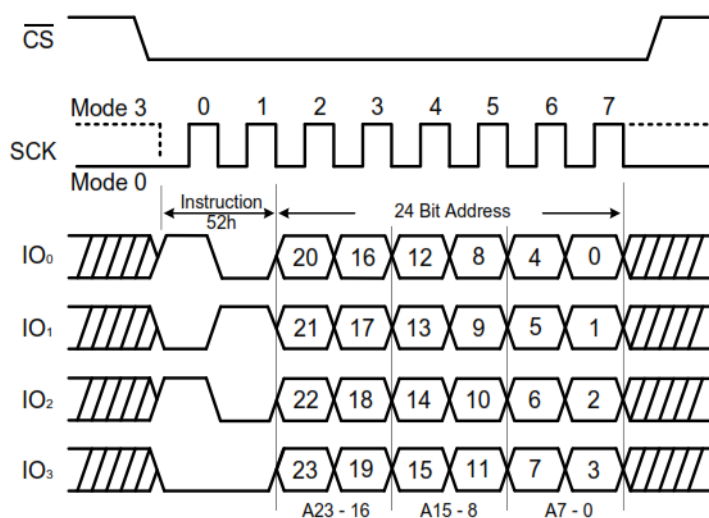 CS
Mode 3 0 1 2 3 4 5 6 7
SCK
Mode 0
Instruction
52h
24 Bit Address
IO₀ 20 16 12 8 4 0
IO₁ 21 17 13 9 5 1
IO₂ 22 18 14 10 6 2
IO₃ 23 19 15 11 7 3
A23 - 16 A15 - 8 A7 - 0